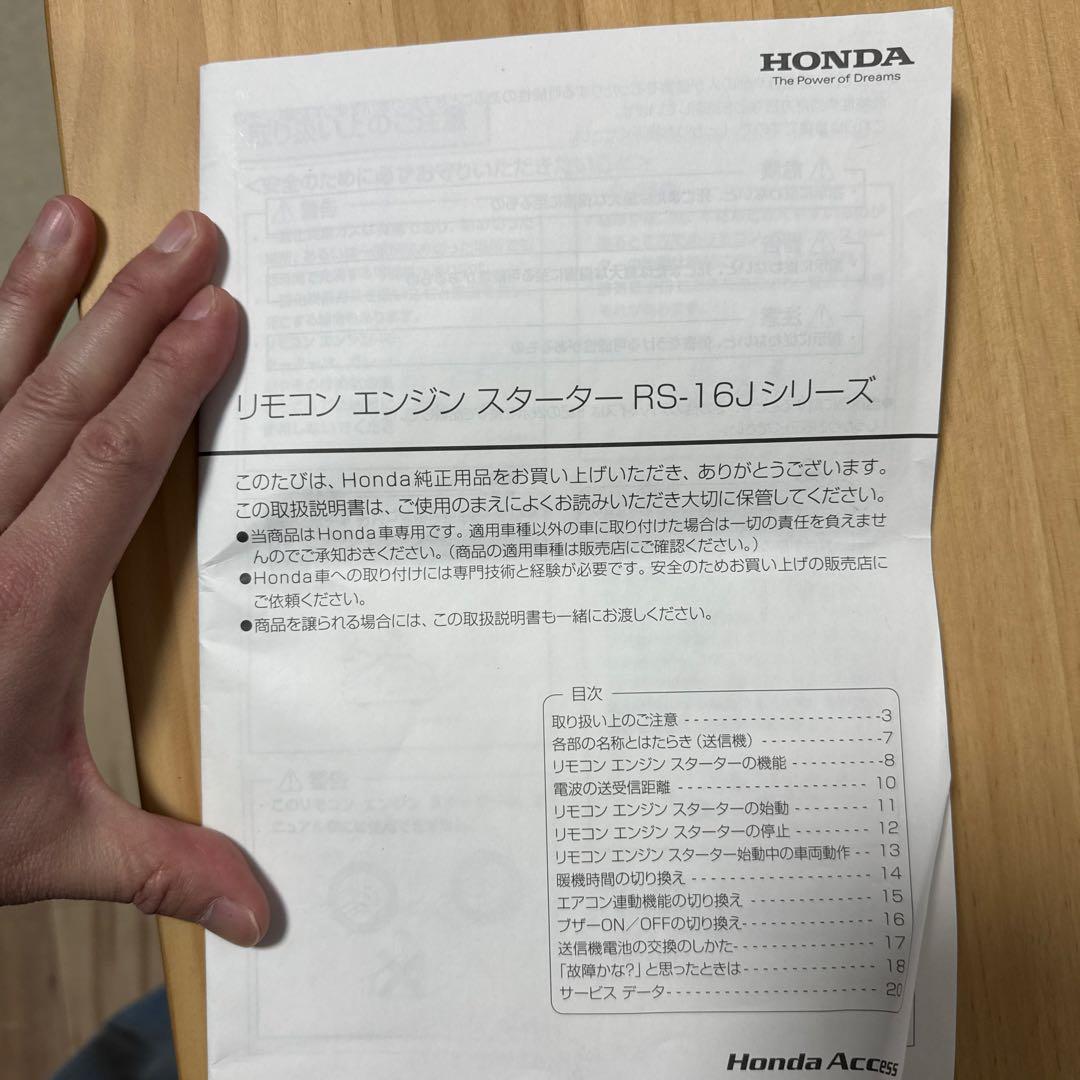 HONDA
The Power of Dreams
リモコン エンジン スターター RS-16Jシリーズ
このたびは、Honda純正用品をお買い上げいただき、ありがとうございます。
この取扱説明書は、ご使用のまえによくお読みいただき大切に保管してください。
●当商品はHonda車専用です。適用車種以外の車に取り付けた場合は一切の責任を負えませ
んのでご承知おきください。(商品の適用車種は販売店にご確認ください。)
●Honda車への取り付けには専門技術と経験が必要です。安全のためお買い上げの販売店に
ご依頼ください。
●商品を譲られる場合には、この取扱説明書も一緒にお渡しください。
目次
取り扱い上のご注意 ---------------------3
各部の名称とはたらき(送信機) -------------7
リモコン エンジン スターターの機能 ----------8
電波の送受信距離 -------------------- 10
リモコン エンジン スターターの始動 -------- 11
リモコン エンジン スターターの停止 -------- 12
リモコン エンジン スターター始動中の車両動作 -- 13
暖機時間の切り換え ------------------- 14
エアコン連動機能の切り換え ------------- 15
ブザーON/OFFの切り換え-------------- 16
送信機電池の交換のしかた--------------- 17
「故障かな?」と思ったときは-------------- 18
サービス データ---------------------- 20
Honda Access